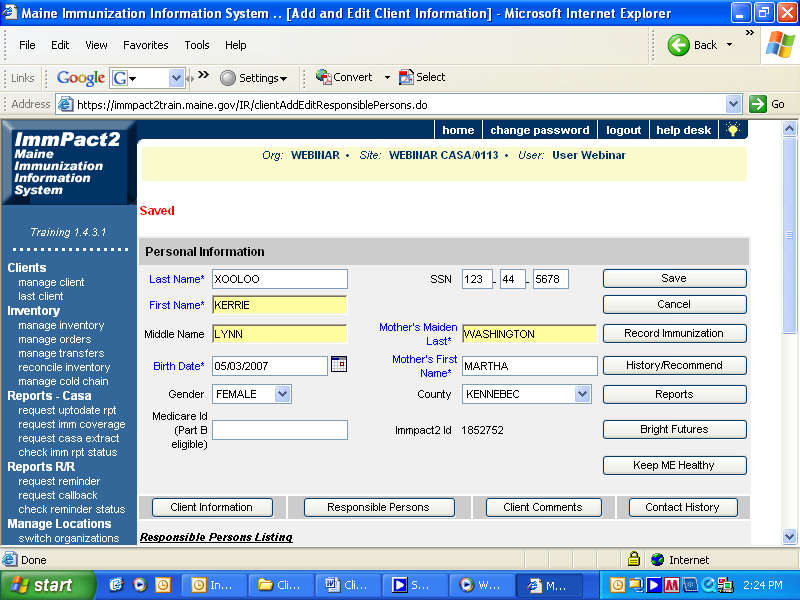 Maine Immunization Information System .. [Add and Edit Client Information] - Microsoft Internet Explorer
File Edit View Favorites Tools Help
Back
»
Links Google G » Settings Convert Select
Address https://immpact2train.maine.gov/IR/clientAddEditResponsiblePersons.do Go
ImmPact2
Maine
Immunization
Information
System
home change password logout help desk
Org: WEBINAR • Site: WEBINAR CASA/0113 • User: User Webinar
Training 1.4.3.1
Clients
manage client
last client
Inventory
manage inventory
manage orders
manage transfers
reconcile inventory
manage cold chain
Reports - Casa
request uptodate rpt
request imm coverage
request casa extract
check imm rpt status
Reports R/R
request reminder
request callback
check reminder status
Manage Locations
switch organizations
Saved
Personal Information
Last Name* XOOLOO SSN 123 - 44 - 5678 Save
First Name* KERRIE Cancel
Middle Name LYNN Mother's Maiden Last* WASHINGTON Record Immunization
Birth Date* 05/03/2007 Mother's First Name* MARTHA History/Recommend
Gender FEMALE County KENNEBEC Reports
Medicare Id
(Part B
eligible)
Immpact2 Id 1852752 Bright Futures
Keep ME Healthy
Client Information Responsible Persons Client Comments Contact History
Responsible Persons Listing
Done Internet
start In... Cli... Cli... S... W... M... 2:24 PM